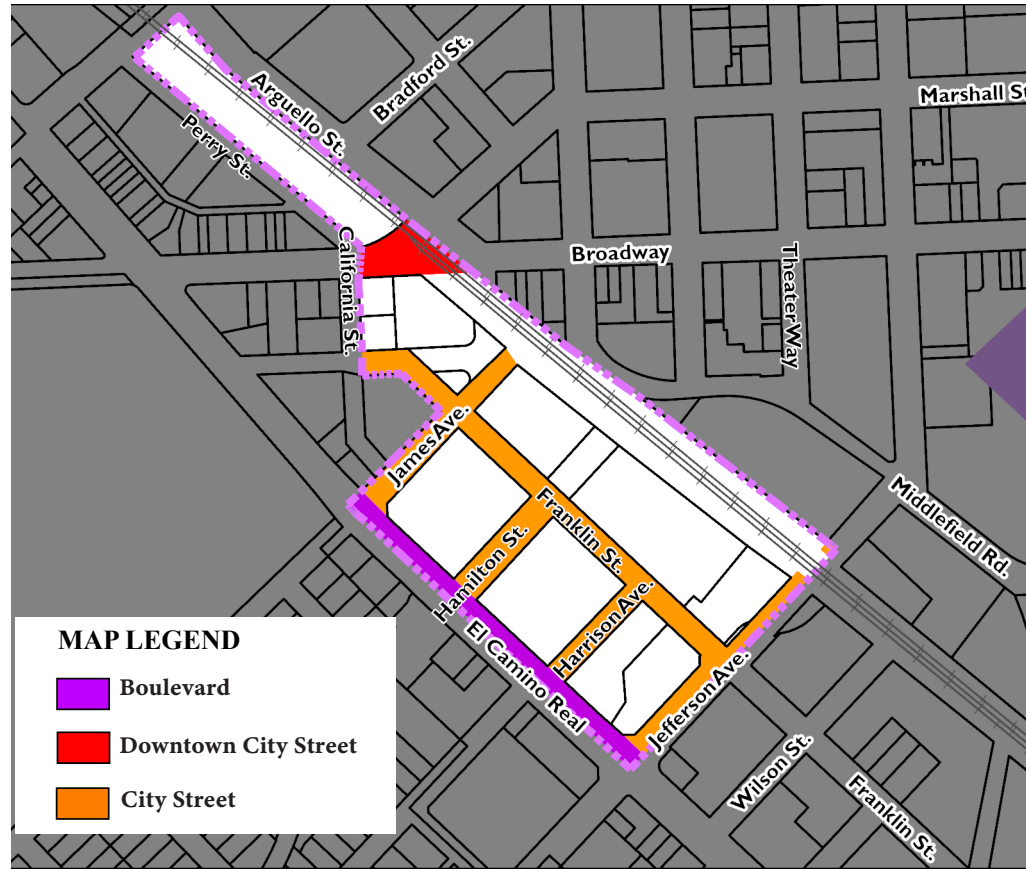 Bradford St.
Arguello St.
Marshall St
Perry St.
California St.
Broadway
Theater Way
James Ave.
Middlefield Rd.
Franklin St.
Hamilton St.
Harrison Ave.
El Camino Real
Jefferson Ave.
Wilson St.
Franklin St.
MAP LEGEND
Boulevard
Downtown City Street
City Street